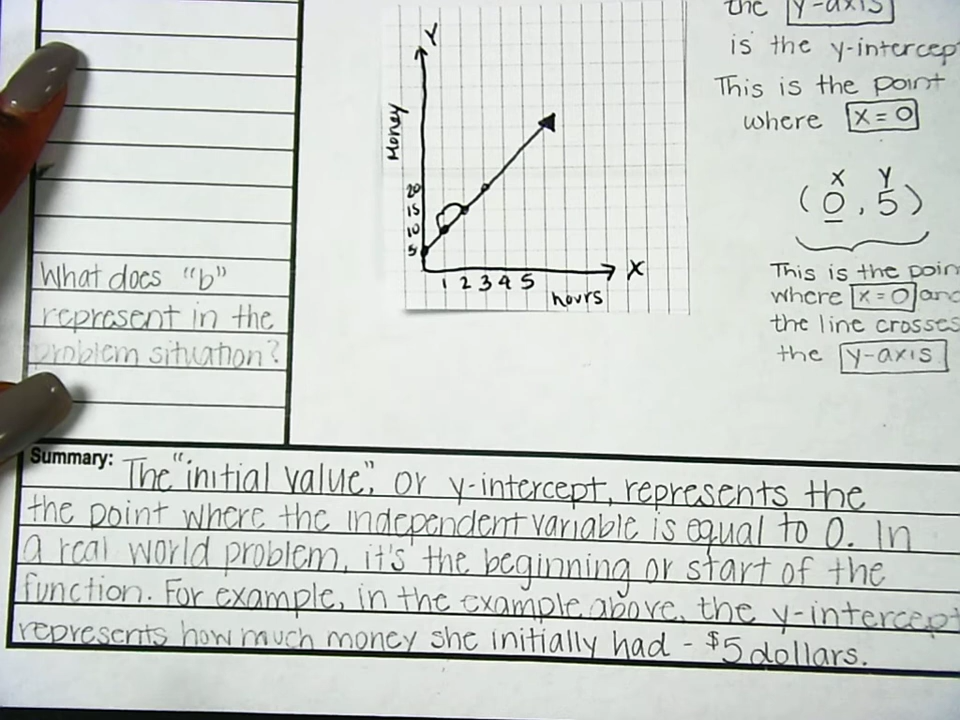 What does "b"
represent in the
problem situation?
Y
Money
20
15
10
5
1 2 3 4 5
hours
X
the y-axis
is the y-intercept
This is the point
where x = 0
X Y
(0, 5)
This is the poin
where x = 0 and
the line crosses
the y-axis
Summary: The "initial value", or y-intercept, represents the
the point where the independent variable is equal to 0. In
a real world problem, it's the beginning or start of the
function. For example, in the example above, the y-intercept
represents how much money she initially had - $5 dollars.